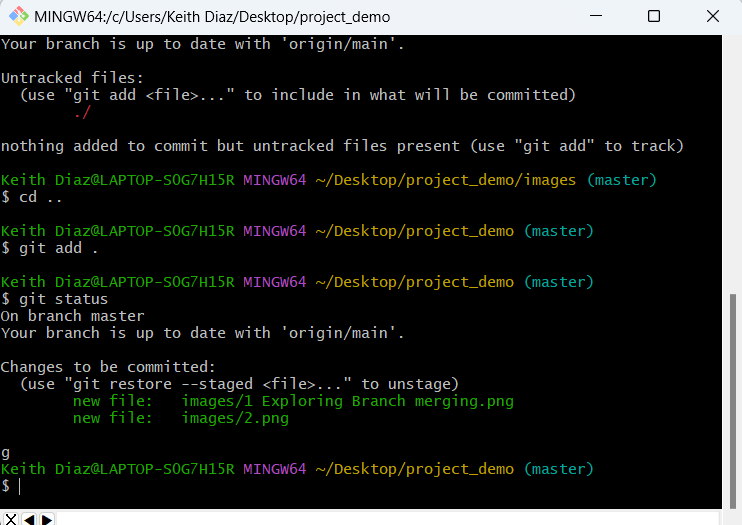 MINGW64:/c/Users/Keith Diaz/Desktop/project_demo
Your branch is up to date with 'origin/main'.
Untracked files:
  (use "git add <file>..." to include in what will be committed)
        ./
nothing added to commit but untracked files present (use "git add" to track)
Keith Diaz@LAPTOP-S0G7H15R MINGW64 ~/Desktop/project_demo/images (master)
$ cd ..
Keith Diaz@LAPTOP-S0G7H15R MINGW64 ~/Desktop/project_demo (master)
$ git add .
Keith Diaz@LAPTOP-S0G7H15R MINGW64 ~/Desktop/project_demo (master)
$ git status
On branch master
Your branch is up to date with 'origin/main'.
Changes to be committed:
  (use "git restore --staged <file>..." to unstage)
        new file:   images/1 Exploring Branch merging.png
        new file:   images/2.png
g
Keith Diaz@LAPTOP-S0G7H15R MINGW64 ~/Desktop/project_demo (master)
$